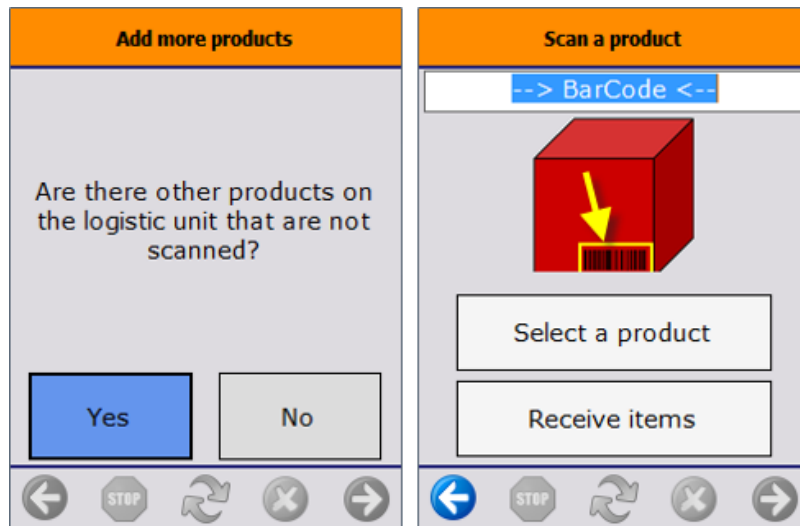 Add more products
Are there other products on
the logistic unit that are not
scanned?
Yes
No
STOP
Scan a product
--> BarCode <--
Select a product
Receive items
STOP